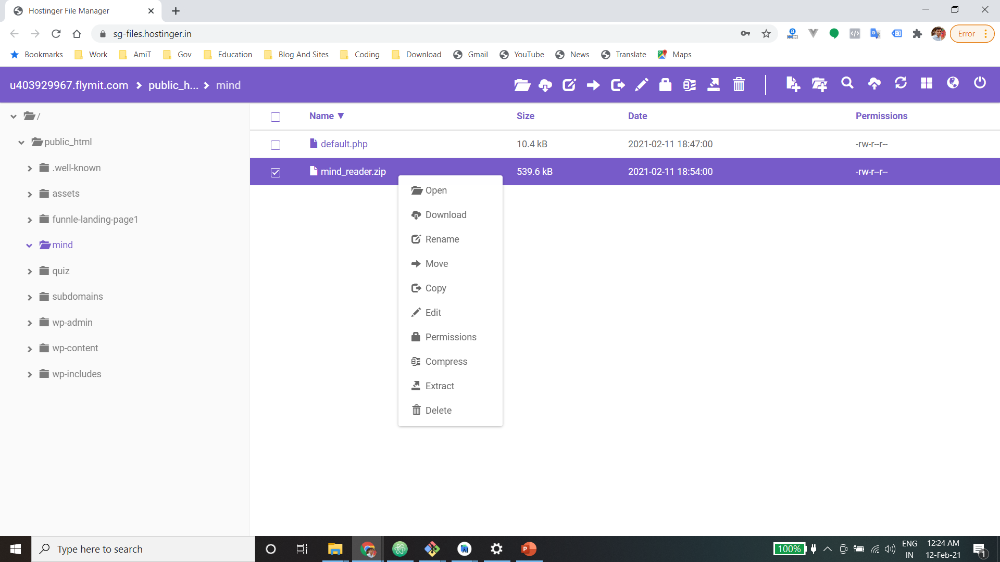 Hostinger File Manager
sg-files.hostinger.in
Error
Bookmarks Work AmiT Gov Education Blog And Sites Coding Download Gmail YouTube News Translate Maps
u403929967.flymit.com public_h... mind
/
public_html
.well-known
assets
funnle-landing-page1
mind
quiz
subdomains
wp-admin
wp-content
wp-includes
Name ▼ Size Date Permissions
default.php 10.4 kB 2021-02-11 18:47:00 -rw-r--r--
mind_reader.zip 539.6 kB 2021-02-11 18:54:00 -rw-r--r--
Open
Download
Rename
Move
Copy
Edit
Permissions
Compress
Extract
Delete
Type here to search
100%
ENG
IN
12:24 AM
12-Feb-21
1